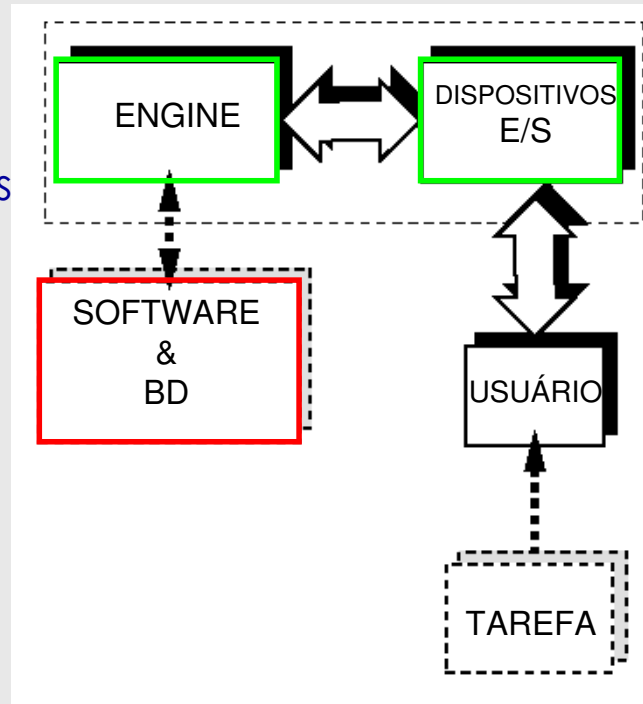 ENGINE
DISPOSITIVOS
E/S
S
SOFTWARE
&
BD
USUÁRIO
TAREFA